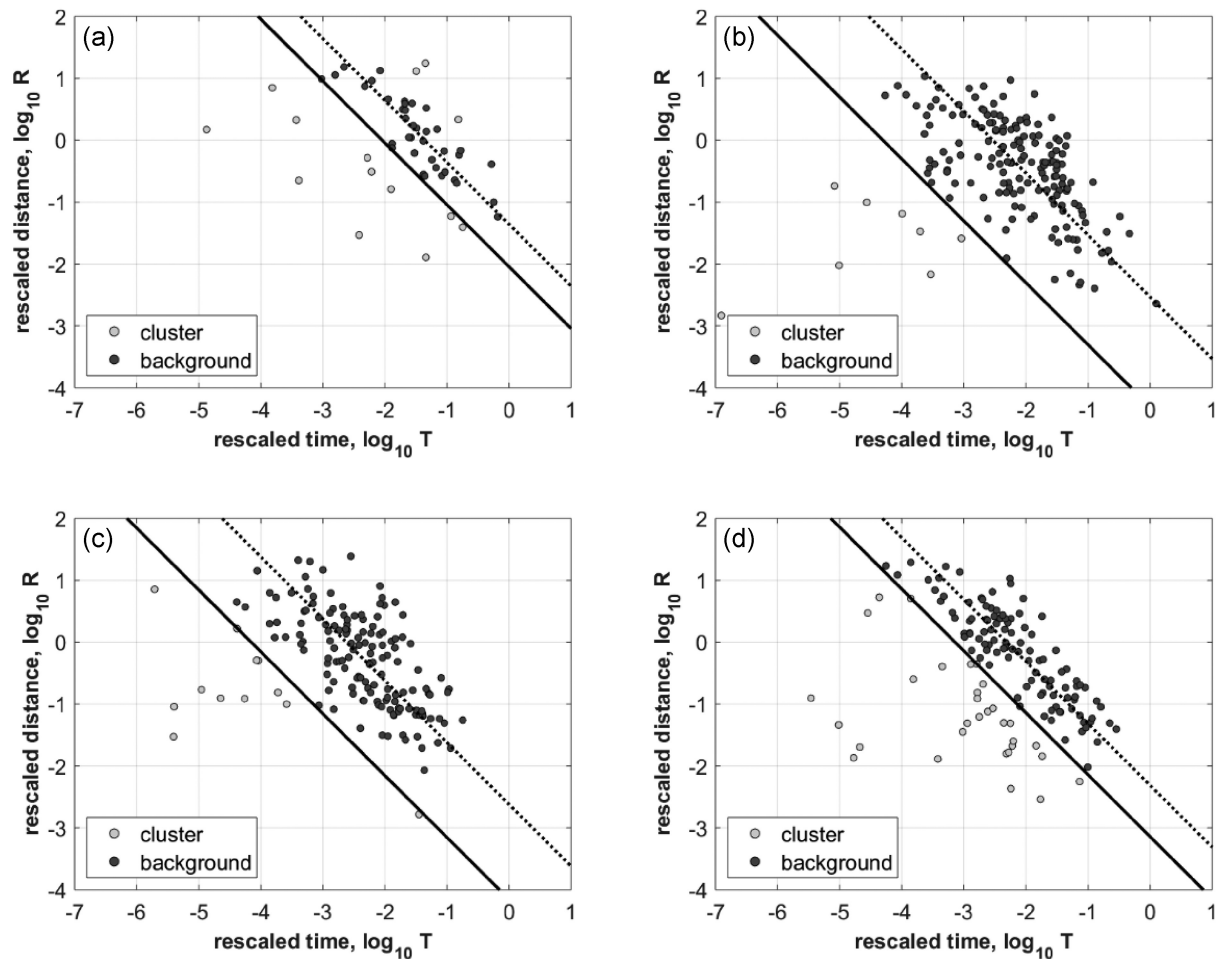 (a)
2
1
0
-1
-2
-3
-4
rescaled distance, log10 R
cluster
background
-7 -6 -5 -4 -3 -2 -1 0 1
rescaled time, log10 T
(b)
2
1
0
-1
-2
-3
-4
rescaled distance, log10 R
cluster
background
-7 -6 -5 -4 -3 -2 -1 0 1
rescaled time, log10 T
(c)
2
1
0
-1
-2
-3
-4
rescaled distance, log10 R
cluster
background
-7 -6 -5 -4 -3 -2 -1 0 1
rescaled time, log10 T
(d)
2
1
0
-1
-2
-3
-4
rescaled distance, log10 R
cluster
background
-7 -6 -5 -4 -3 -2 -1 0 1
rescaled time, log10 T